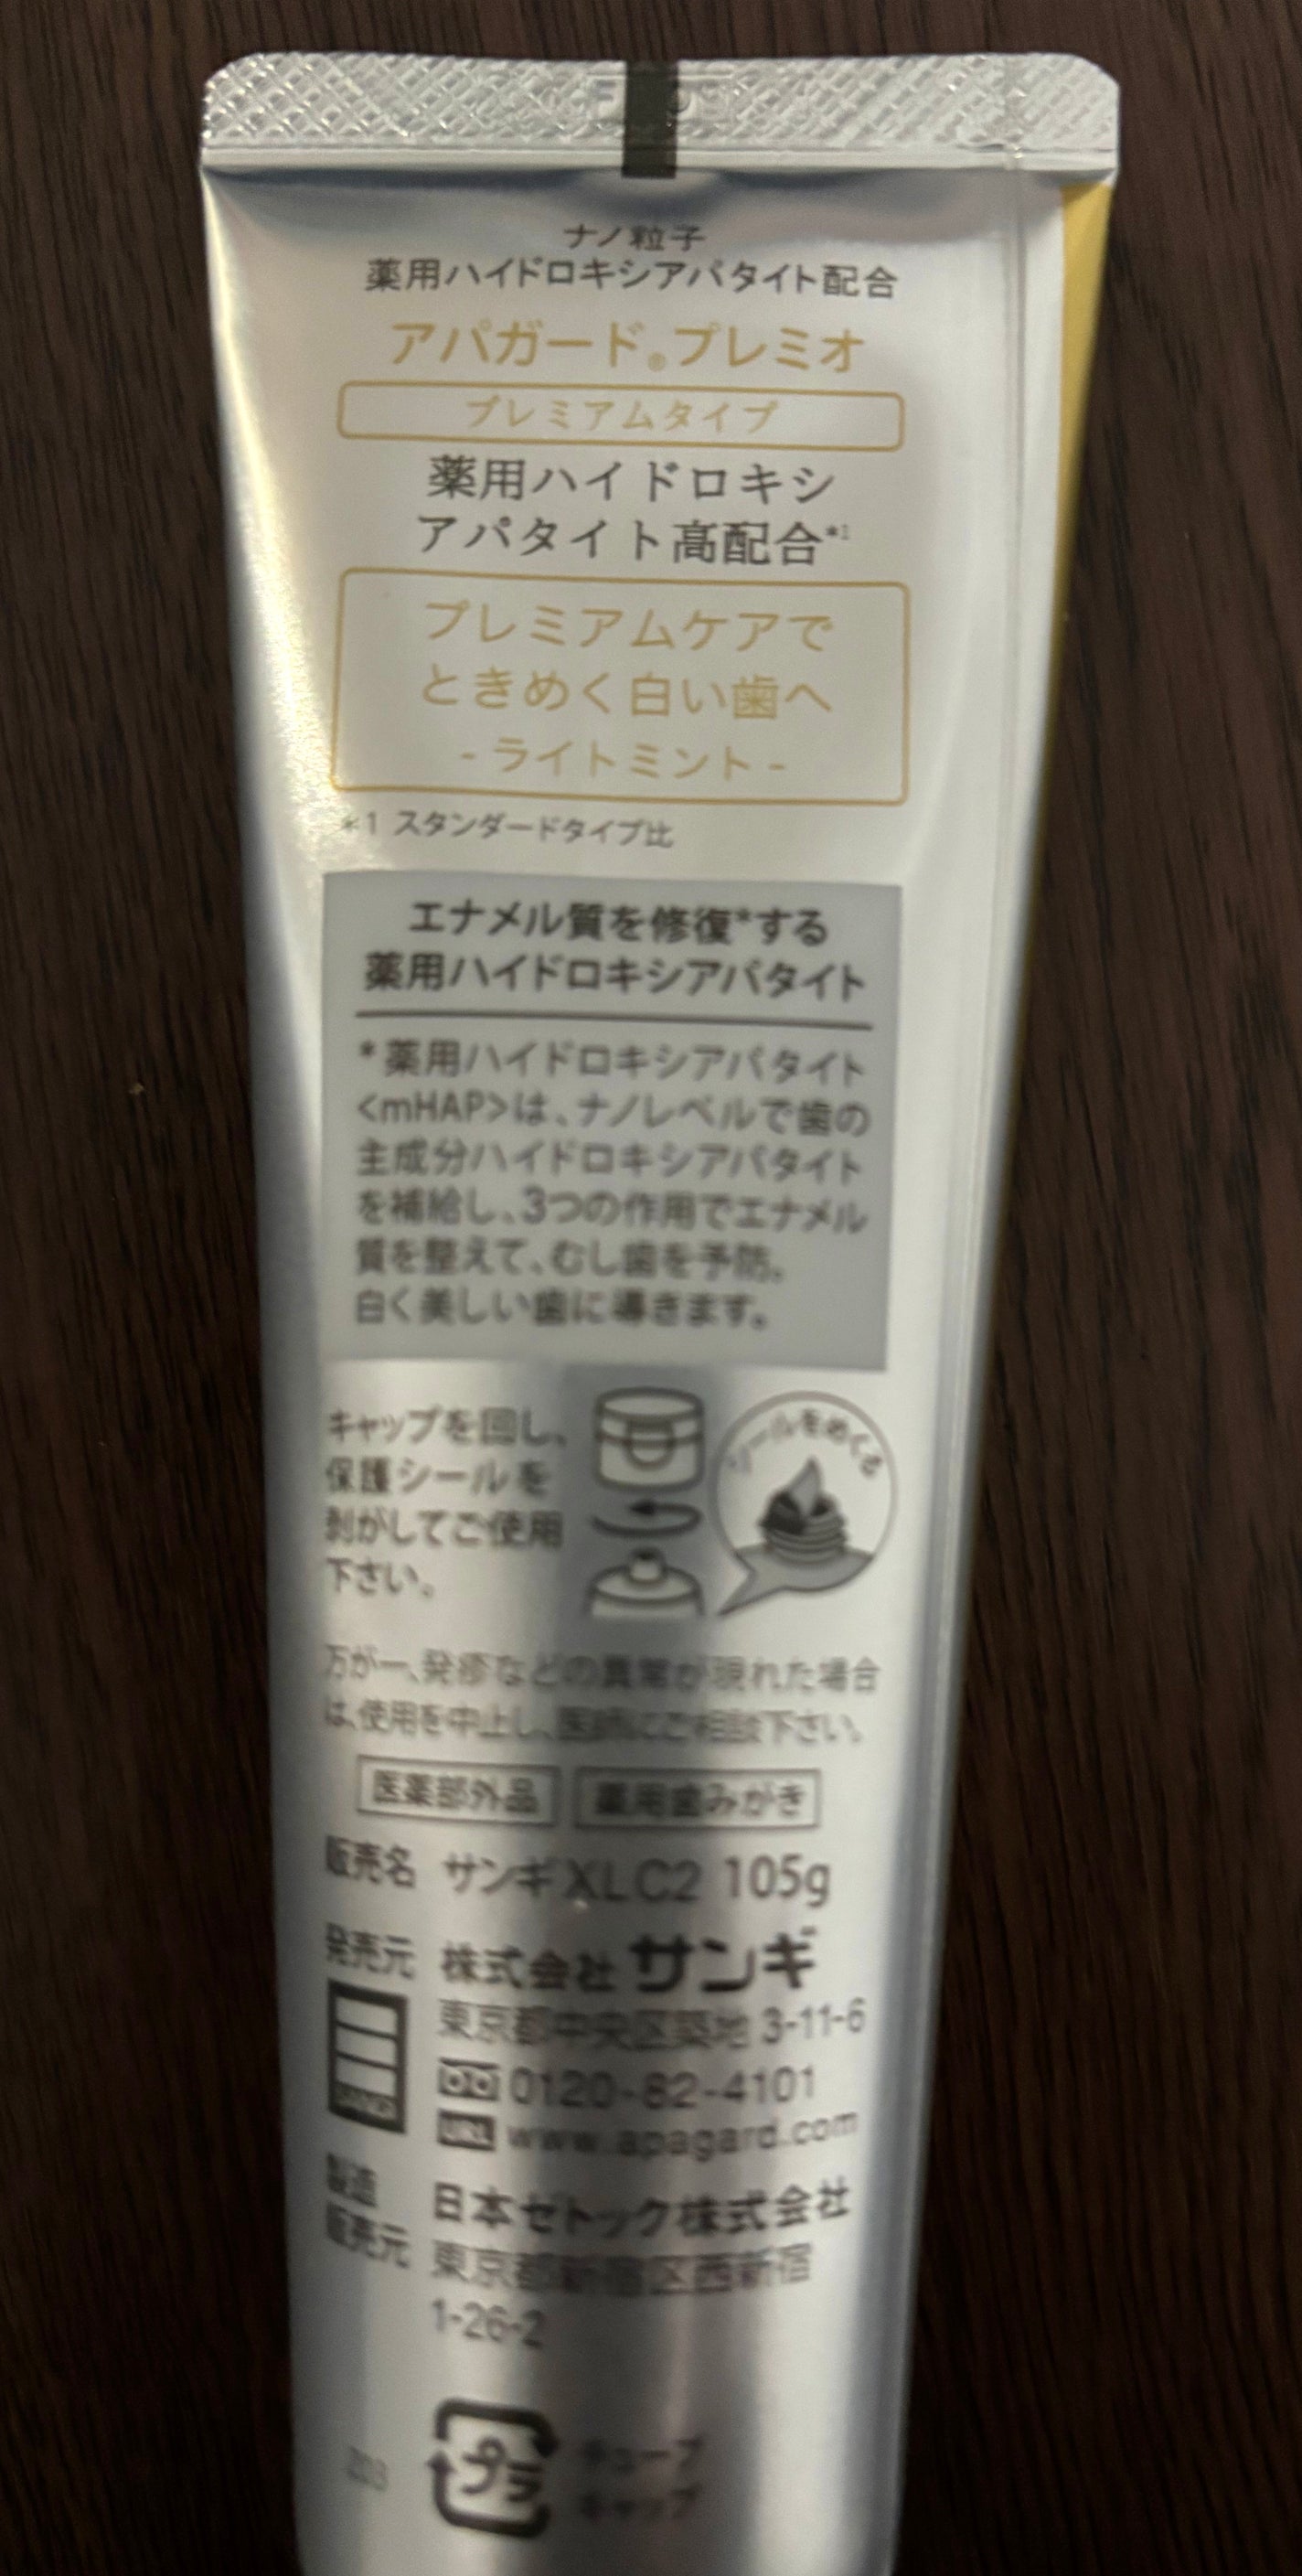 ナノ粒子
薬用ハイドロキシアパタイト配合
アパガード®プレミオ
プレミアムタイプ
薬用ハイドロキシ
アパタイト高配合*1
プレミアムケアで
ときめく白い歯へ
- ライトミント -
*1 スタンダードタイプ比
エナメル質を修復*する
薬用ハイドロキシアパタイト
*薬用ハイドロキシアパタイト
<mHAP>は、ナノレベルで歯の
主成分ハイドロキシアパタイト
を補給し、3つの作用でエナメル
質を整えて、むし歯を予防。
白く美しい歯に導きます。
キャップを回し、
保護シールを
剥がしてご使用
下さい。
シールをめくる
万が一、発疹などの異常が現れた場合
は、使用を中止し、医師にご相談下さい。
医薬部外品 薬用歯みがき
販売名 サンギXLC2 105g
発売元 株式会社サンギ
東京都中央区築地 3-11-6
0120-82-4101
URL www.apagard.com
製造
販売元 日本ゼトック株式会社
東京都新宿区西新宿
1-26-2
プラ
チューブ
キャップ